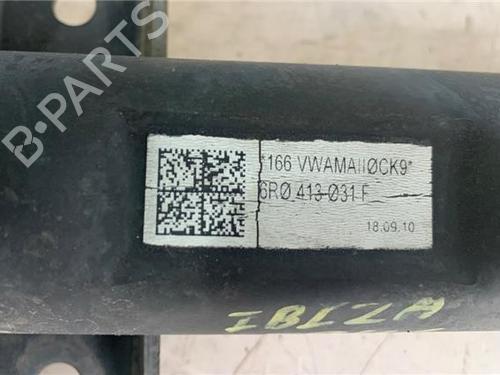 B-PARTS
*166 VWAMAII0CK9*
6R0 413 031 F
18.09.10
IBIZA